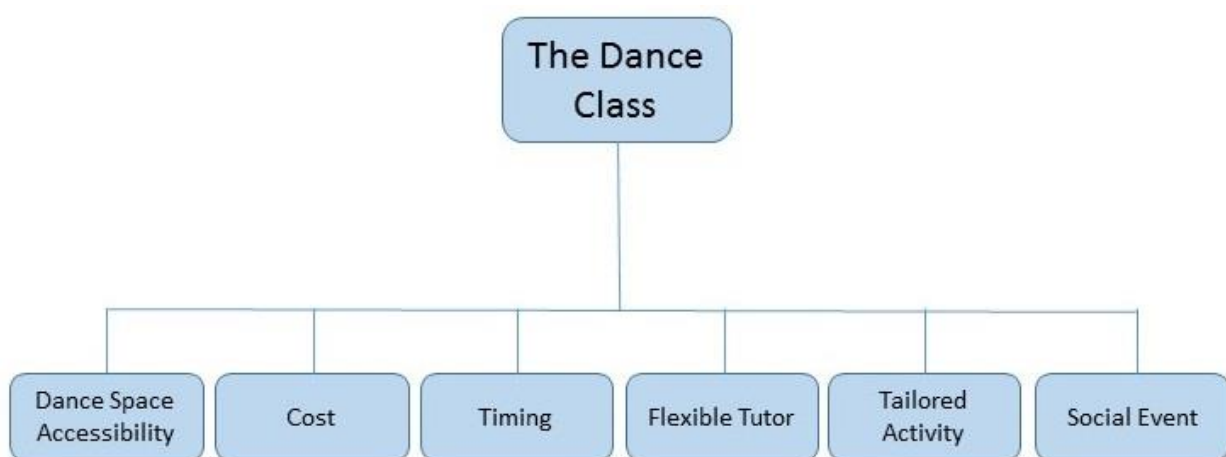 The Dance
Class
Dance Space
Accessibility
Cost
Timing
Flexible Tutor
Tailored
Activity
Social Event